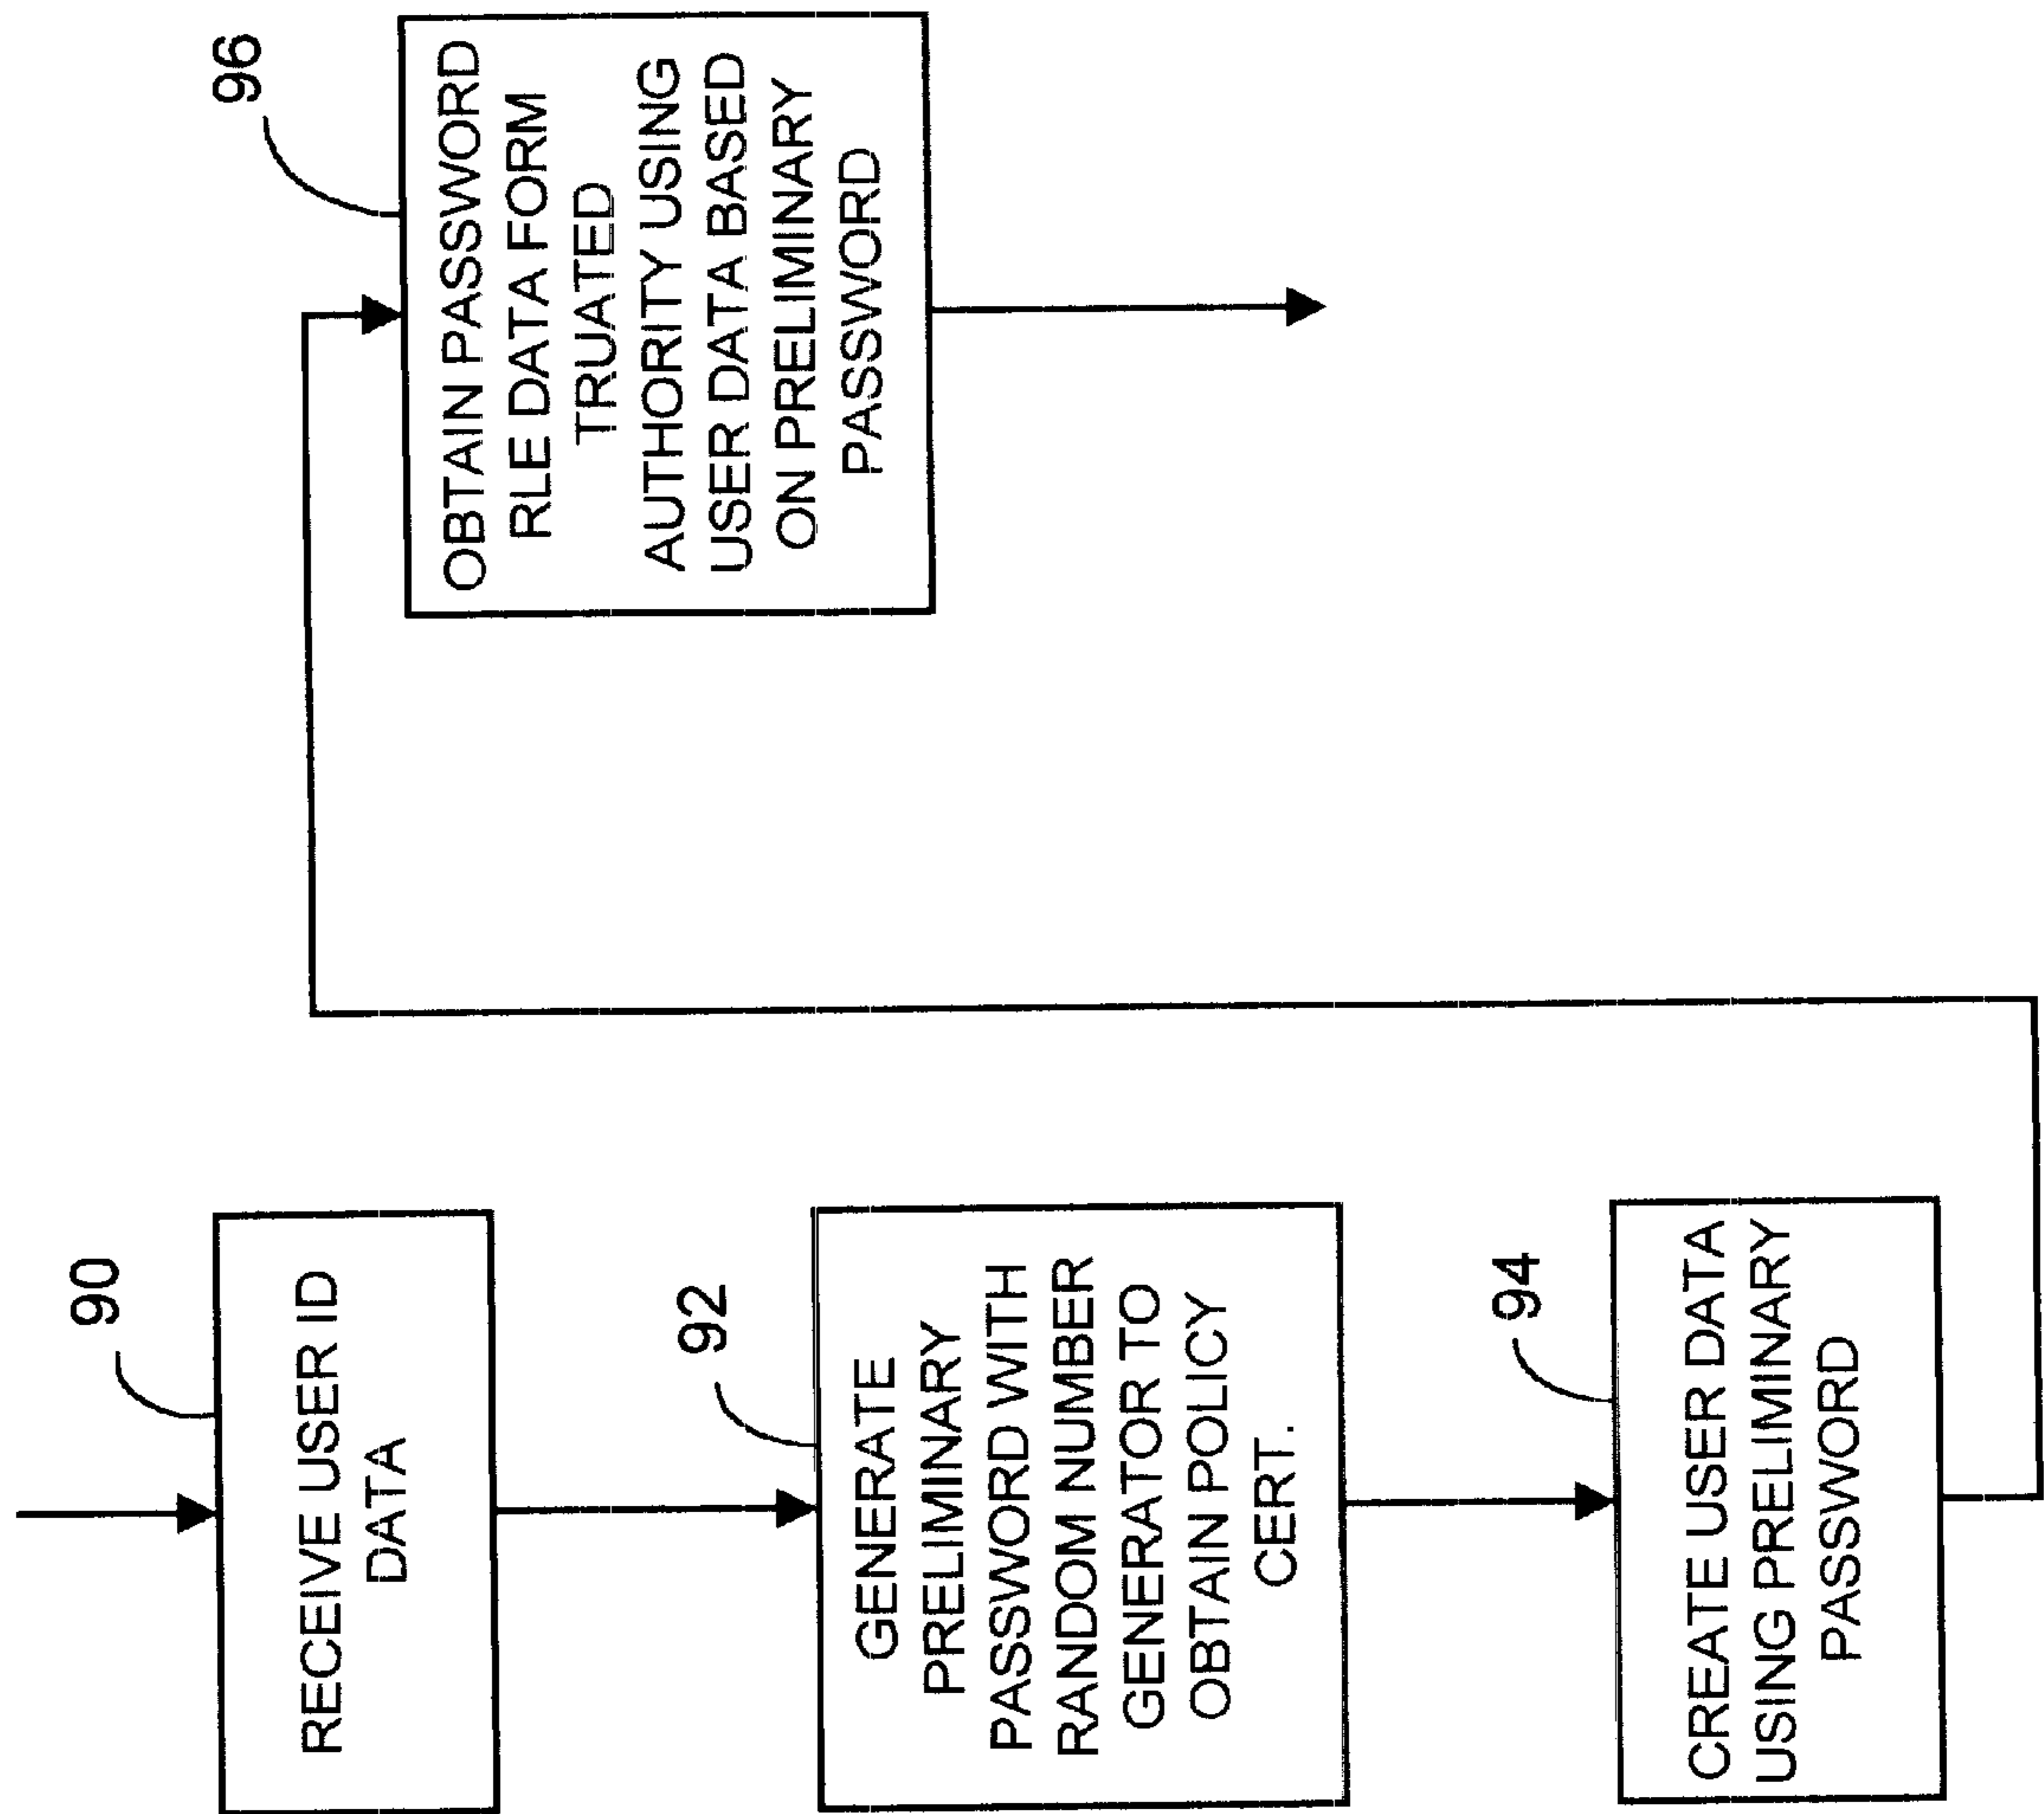 90
RECEIVE USER ID
DATA
92
GENERATE
PRELIMINARY
PASSWORD WITH
RANDOM NUMBER
GENERATOR TO
OBTAIN POLICY
CERT.
94
CREATE USER DATA
USING PRELIMINARY
PASSWORD
96
OBTAIN PASSWORD
RLE DATA FORM
TRUATED
AUTHORITY USING
USER DATA BASED
ON PRELIMINARY
PASSWORD